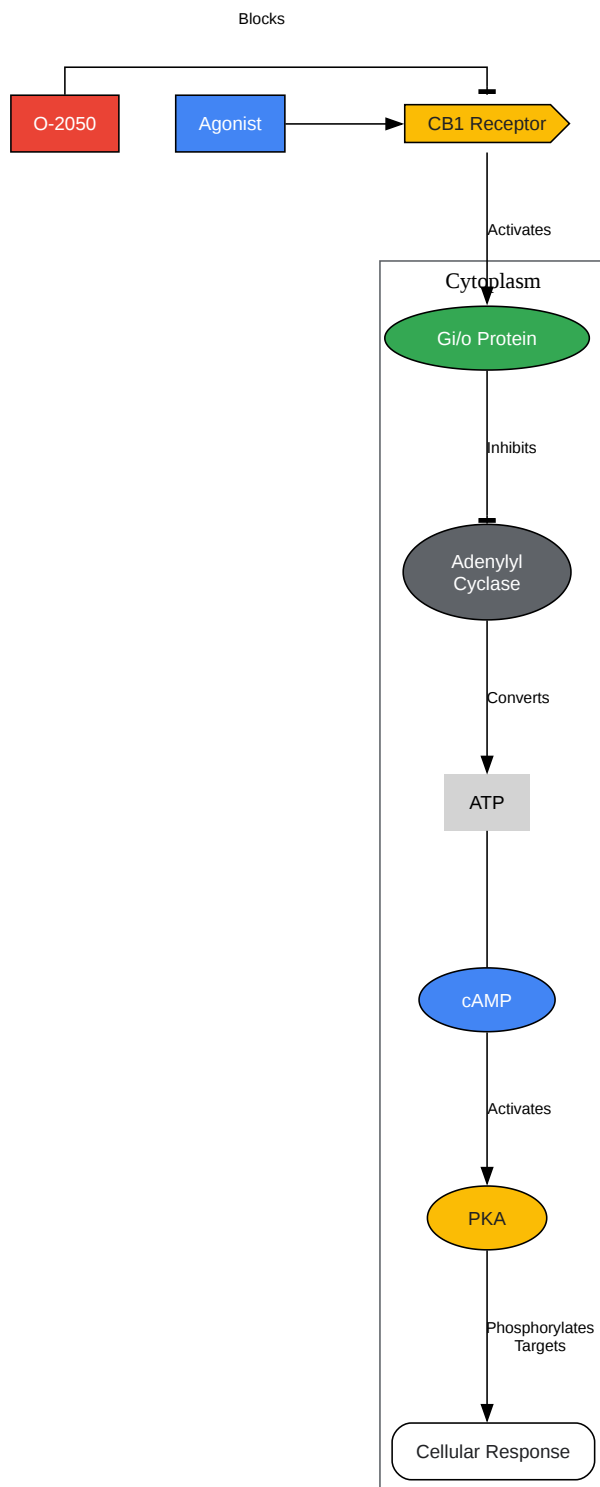 Blocks
O-2050
Agonist
CB1 Receptor
Activates
Cytoplasm
Gi/o Protein
Inhibits
Adenylyl
Cyclase
Converts
ATP
cAMP
Activates
PKA
Phosphorylates
Targets
Cellular Response